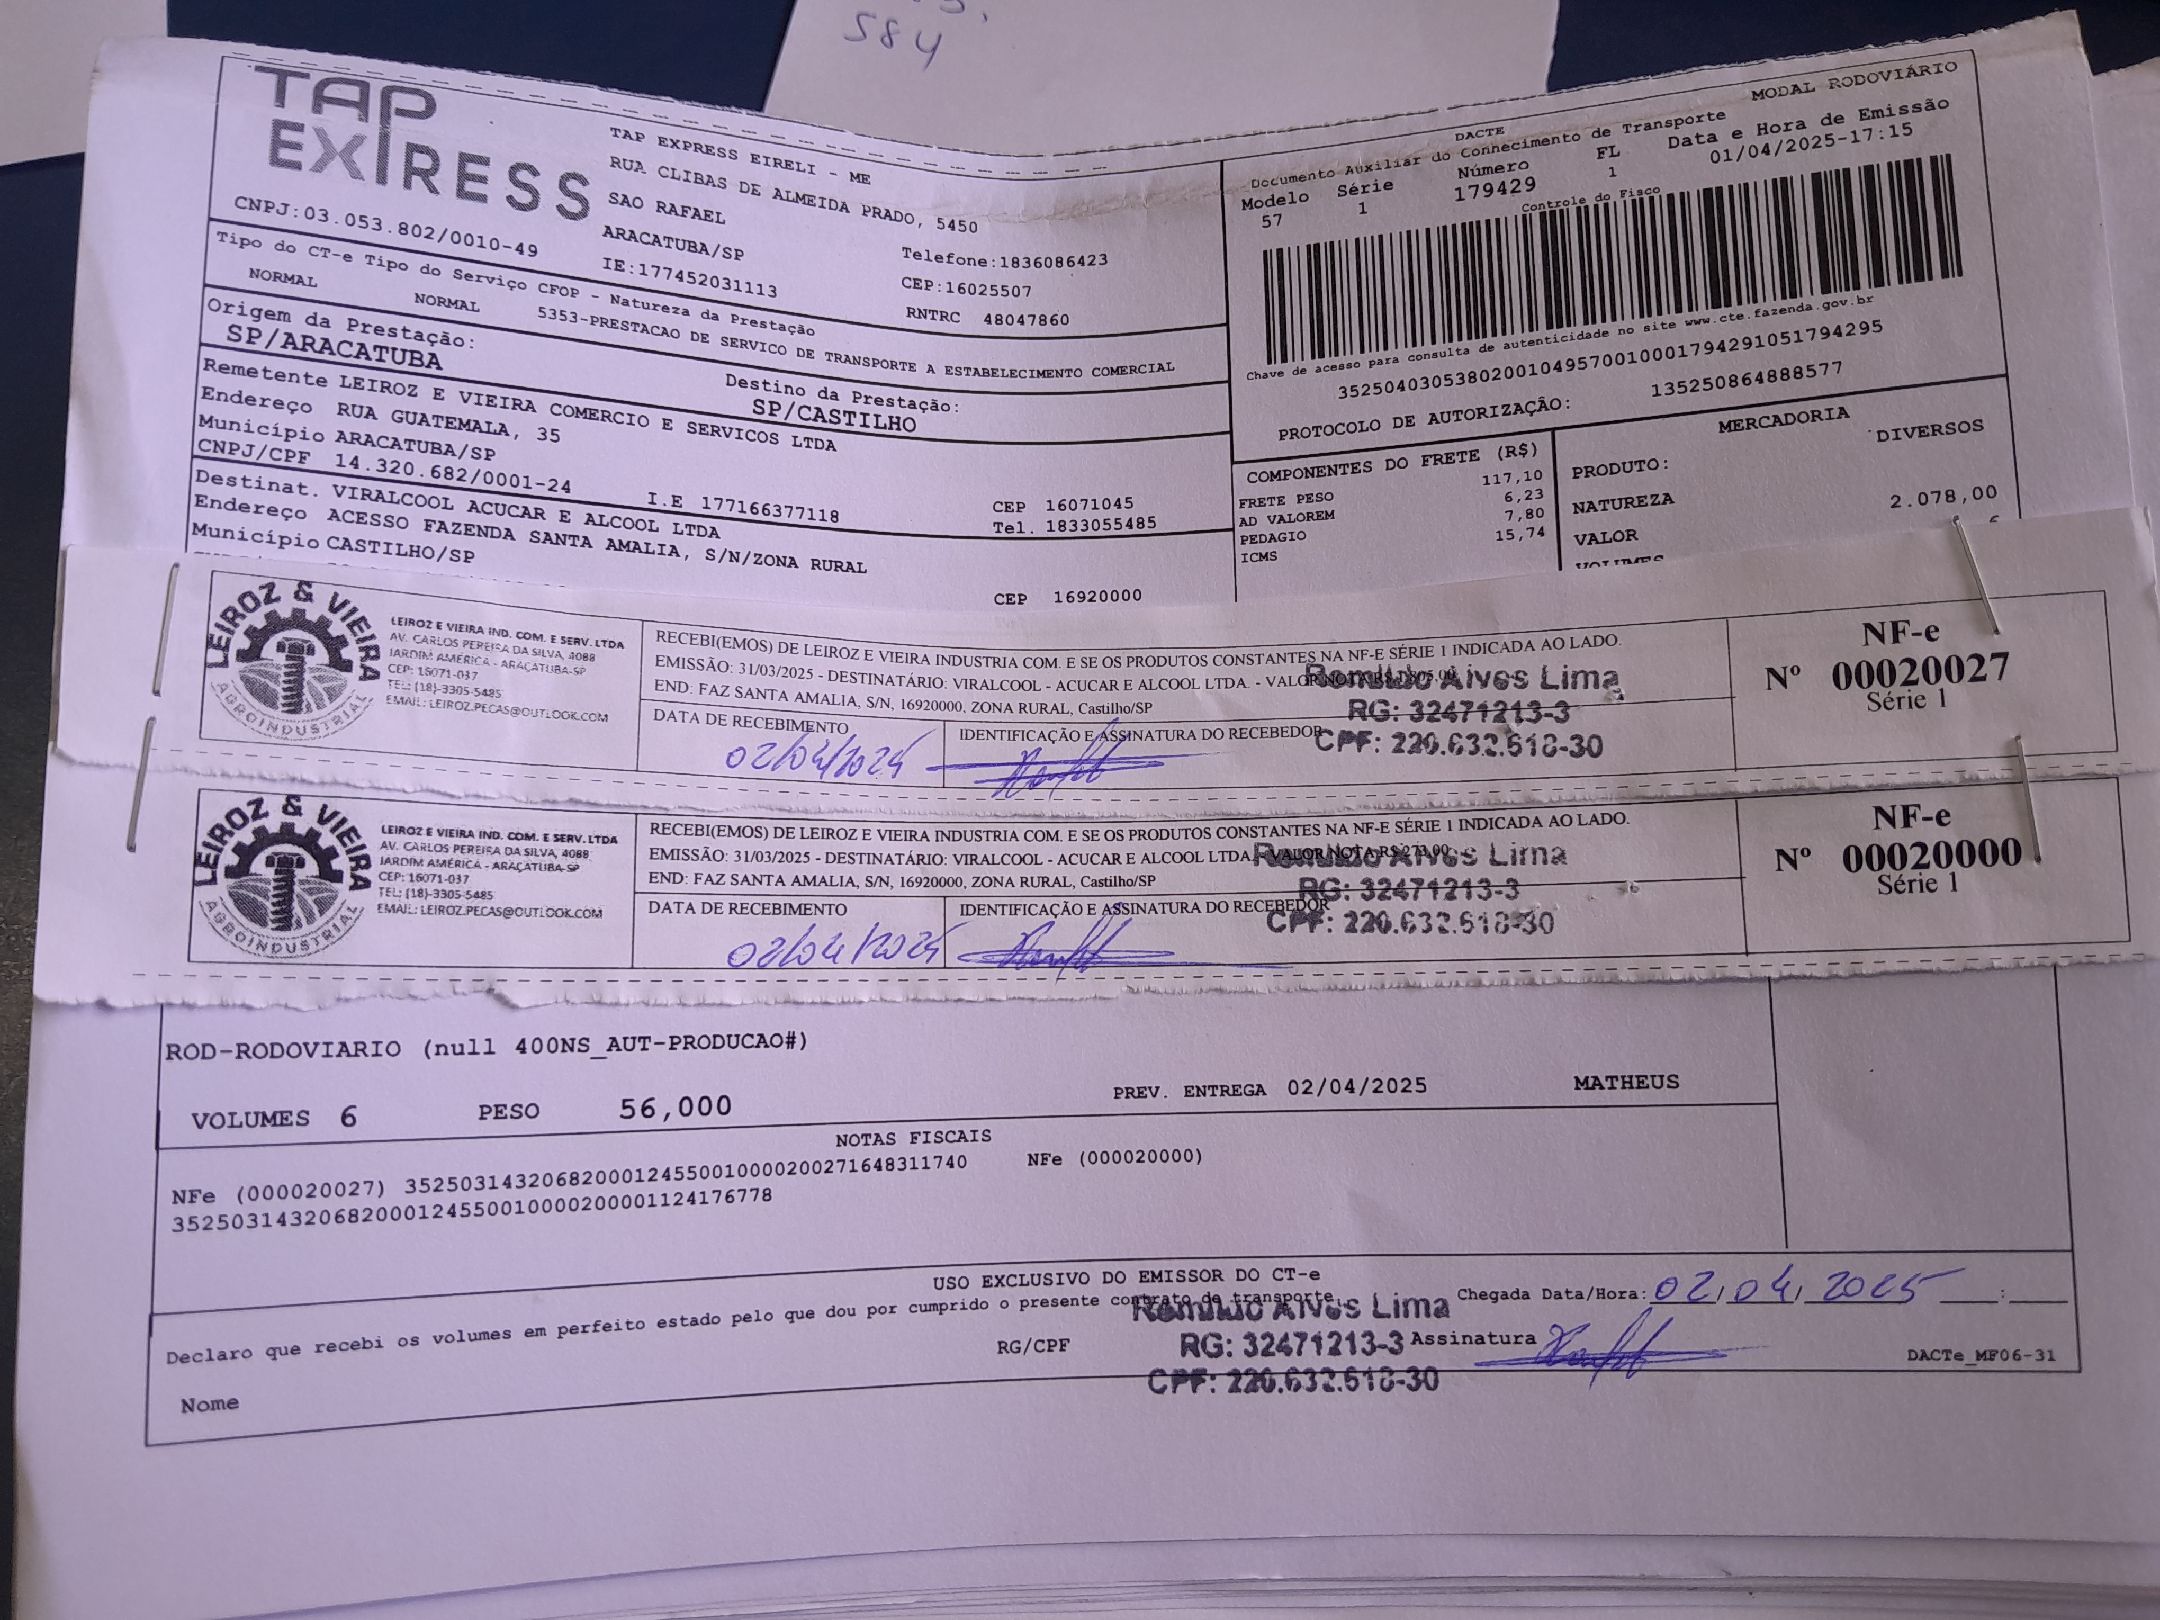 584
TAP
EXPRESS
TAP EXPRESS EIRELI - ME
RUA CLIBAS DE ALMEIDA PRADO, 5450
SAO RAFAEL
ARACATUBA/SP
CNPJ:03.053.802/0010-49
IE:177452031113
Telefone:1836086423
CEP:16025507
RNTRC 48047860
Tipo do CT-e Tipo do Serviço CFOP - Natureza da Prestação
NORMAL NORMAL 5353-PRESTACAO DE SERVICO DE TRANSPORTE A ESTABELECIMENTO COMERCIAL
Origem da Prestação:
SP/ARACATUBA
Destino da Prestação:
SP/CASTILHO
Remetente LEIROZ E VIEIRA COMERCIO E SERVICOS LTDA
Endereço RUA GUATEMALA, 35
Município ARACATUBA/SP
CNPJ/CPF 14.320.682/0001-24 I.E 177166377118
CEP 16071045
Tel. 1833055485
Destinat. VIRALCOOL ACUCAR E ALCOOL LTDA
Endereço ACESSO FAZENDA SANTA AMALIA, S/N/ZONA RURAL
Município CASTILHO/SP
CEP 16920000
MODAL RODOVIÁRIO
DACTE
Documento Auxiliar do Conhecimento de Transporte
Modelo Série Número FL Data e Hora de Emissão
57 1 179429 1 01/04/2025-17:15
Controle do Fisco
Chave de acesso para consulta de autenticidade no site www.cte.fazenda.gov.br
35250403053802001049570010001794291051794295
PROTOCOLO DE AUTORIZAÇÃO: 135250864888577
COMPONENTES DO FRETE (R$)
FRETE PESO 117,10
AD VALOREM 6,23
PEDAGIO 7,80
ICMS 15,74
MERCADORIA
PRODUTO: DIVERSOS
NATUREZA
VALOR 2.078,00
VOLUMES 6
LEIROZ & VIEIRA
AGROINDUSTRIAL
LEIROZ E VIEIRA IND. COM. E SERV. LTDA
AV. CARLOS PEREIRA DA SILVA, 4088
JARDIM AMÉRICA - ARAÇATUBA-SP
CEP: 16071-037
TEL: (18)-3305-5485
EMAIL: LEIROZ.PECAS@OUTLOOK.COM
RECEBI(EMOS) DE LEIROZ E VIEIRA INDUSTRIA COM. E SE OS PRODUTOS CONSTANTES NA NF-E SÉRIE 1 INDICADA AO LADO.
EMISSÃO: 31/03/2025 - DESTINATÁRIO: VIRALCOOL - ACUCAR E ALCOOL LTDA. - VALOR NOTA R$
END: FAZ SANTA AMALIA, S/N, 16920000, ZONA RURAL, Castilho/SP
DATA DE RECEBIMENTO
02/04/2025
IDENTIFICAÇÃO E ASSINATURA DO RECEBEDOR
Romildo Alves Lima
RG: 32471213-3
CPF: 220.632.618-30
NF-e
Nº 00020027
Série 1
LEIROZ & VIEIRA
AGROINDUSTRIAL
LEIROZ E VIEIRA IND. COM. E SERV. LTDA
AV. CARLOS PEREIRA DA SILVA, 4088
JARDIM AMÉRICA - ARAÇATUBA-SP
CEP: 16071-037
TEL: (18)-3305-5485
EMAIL: LEIROZ.PECAS@OUTLOOK.COM
RECEBI(EMOS) DE LEIROZ E VIEIRA INDUSTRIA COM. E SE OS PRODUTOS CONSTANTES NA NF-E SÉRIE 1 INDICADA AO LADO.
EMISSÃO: 31/03/2025 - DESTINATÁRIO: VIRALCOOL - ACUCAR E ALCOOL LTDA. - VALOR NOTA R$ 273,00
END: FAZ SANTA AMALIA, S/N, 16920000, ZONA RURAL, Castilho/SP
DATA DE RECEBIMENTO
02/04/2025
IDENTIFICAÇÃO E ASSINATURA DO RECEBEDOR
Romildo Alves Lima
RG: 32471213-3
CPF: 220.632.618-30
NF-e
Nº 00020000
Série 1
ROD-RODOVIARIO (null 400NS_AUT-PRODUCAO#)
VOLUMES 6 PESO 56,000 PREV. ENTREGA 02/04/2025 MATHEUS
NOTAS FISCAIS
NFe (000020027) 35250314320682000124550010000200271648311740 NFe (000020000)
35250314320682000124550010000200001124176778
USO EXCLUSIVO DO EMISSOR DO CT-e
Declaro que recebi os volumes em perfeito estado pelo que dou por cumprido o presente contrato de transporte.
Chegada Data/Hora: 02/04/2025
Romildo Alves Lima
RG: 32471213-3
CPF: 220.632.618-30
Nome
RG/CPF
Assinatura
DACTe_MF06-31